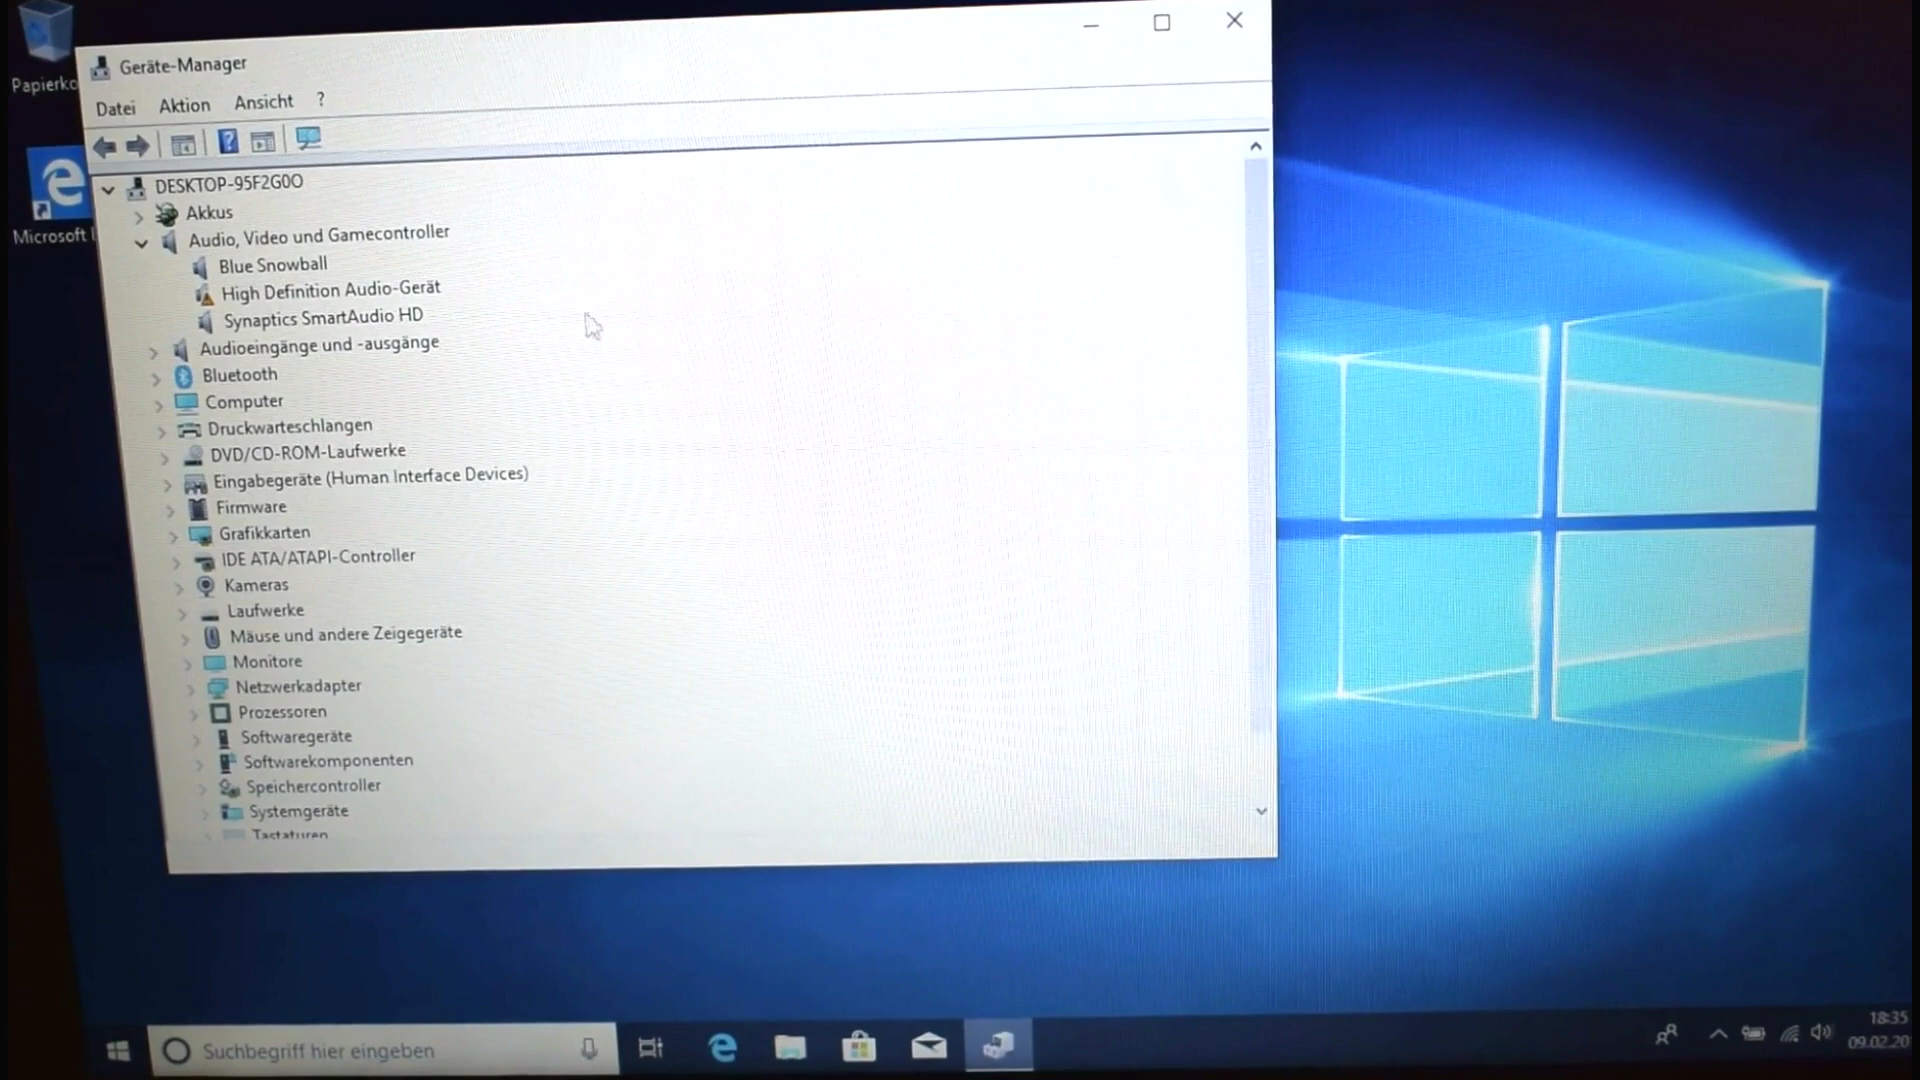 Papierko
Microsoft
Geräte-Manager
Datei Aktion Ansicht ?
DESKTOP-95F2G0O
Akkus
Audio, Video und Gamecontroller
Blue Snowball
High Definition Audio-Gerät
Synaptics SmartAudio HD
Audioeingänge und -ausgänge
Bluetooth
Computer
Druckwarteschlangen
DVD/CD-ROM-Laufwerke
Eingabegeräte (Human Interface Devices)
Firmware
Grafikkarten
IDE ATA/ATAPI-Controller
Kameras
Laufwerke
Mäuse und andere Zeigegeräte
Monitore
Netzwerkadapter
Prozessoren
Softwaregeräte
Softwarekomponenten
Speichercontroller
Systemgeräte
Tastaturen
Suchbegriff hier eingeben
18:35
09.02.20